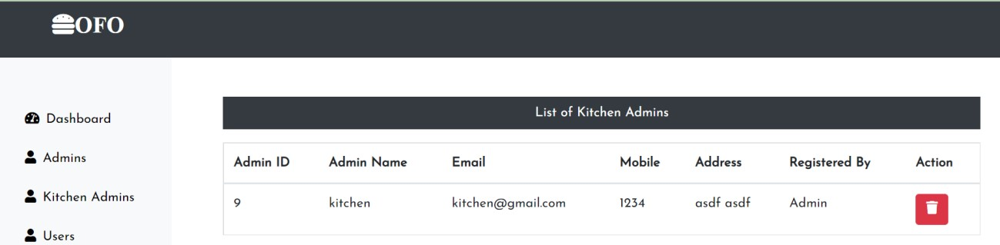 OFO
Dashboard
Admins
Kitchen Admins
Users
List of Kitchen Admins
Admin ID Admin Name Email Mobile Address Registered By Action
9 kitchen kitchen@gmail.com 1234 asdf asdf Admin